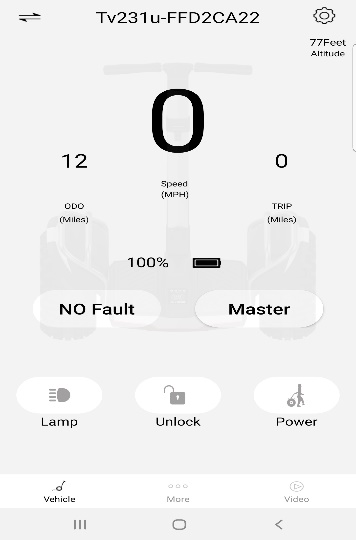 Tv231u-FFD2CA22
77Feet
Altitude
0
12
0
Speed
(MPH)
ODO
TRIP
(Miles)
(Miles)
100%
NO Fault
Master
Lamp
Unlock
Power
Vehicle
More
Video